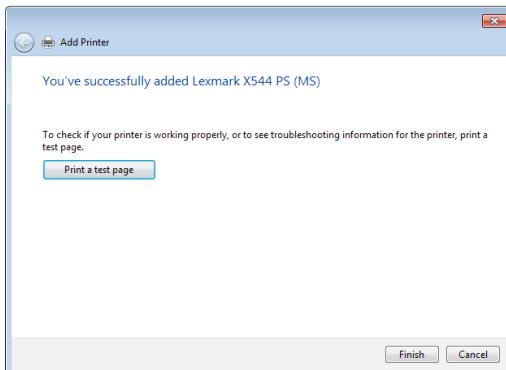 Add Printer
You've successfully added Lexmark X544 PS (MS)
To check if your printer is working properly, or to see troubleshooting information for the printer, print a
test page.
Print a test page
Finish Cancel